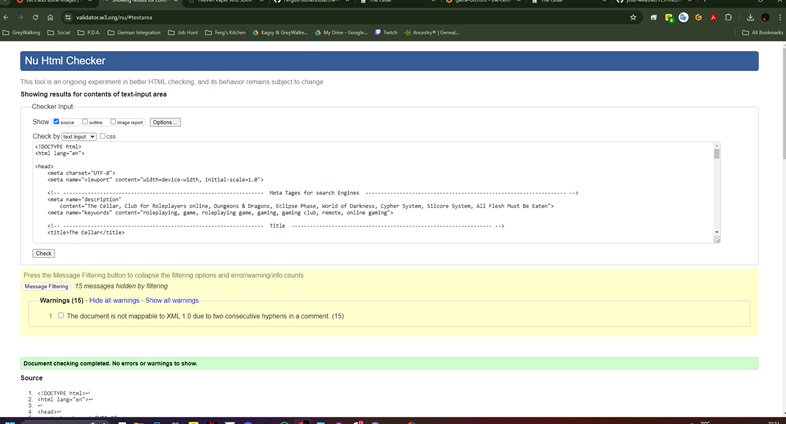 validator.w3.org/nu/#textarea
GreyWalking Social P.D.A. German Integration Job Hunt Ferg's Kitchen Kagsy & GreyWalke... My Drive - Google... Twitch Ancestry® | Geneal... All Bookmarks
Nu Html Checker
This tool is an ongoing experiment in better HTML checking, and its behavior remains subject to change
Showing results for contents of text-input area
Checker Input
Show source outline image report Options...
Check by text input css
<!DOCTYPE html>
<html lang="en">
<head>
<meta charset="UTF-8">
<meta name="viewport" content="width=device-width, initial-scale=1.0">
<!-- ---------------------------------------------------------- Meta Tages for search Engines ---------------------------------------------------------- -->
<meta name="description"
content="The Cellar, Club for Roleplayers online, Dungeons & Dragons, Eclipse Phase, World of Darkness, Cypher System, Silcore System, All Flesh Must Be Eaten">
<meta name="keywords" content="roleplaying, game, roleplaying game, gaming, gaming club, remote, online gaming">
<!-- ---------------------------------------------------------- Title ---------------------------------------------------------- -->
<title>The Cellar</title>
Check
Press the Message Filtering button to collapse the filtering options and error/warning/info counts.
Message Filtering 15 messages hidden by filtering
Warnings (15) · Hide all warnings · Show all warnings
1 The document is not mappable to XML 1.0 due to two consecutive hyphens in a comment. (15)
Document checking completed. No errors or warnings to show.
Source
1. <!DOCTYPE html>↩
2. <html lang="en">↩
3. ↩
4. <head>↩